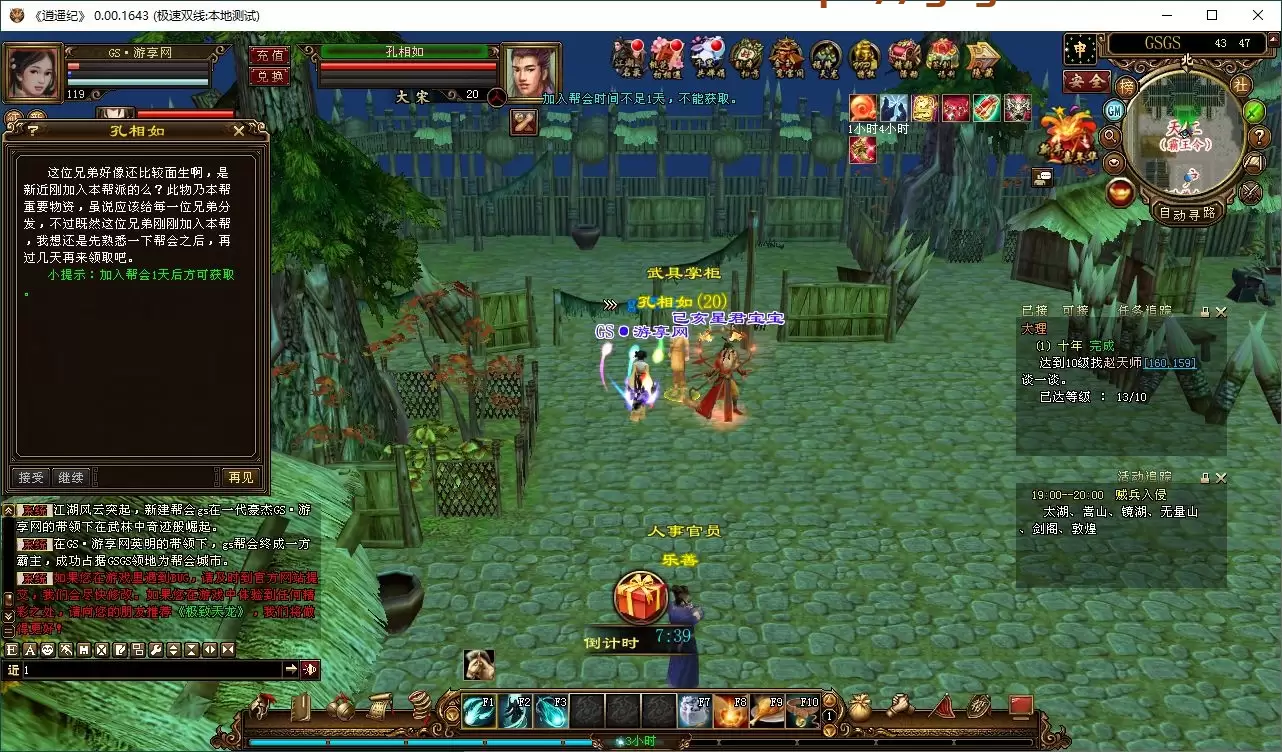 《逍遥纪》 0.00.1643 (极速双线:本地测试)
GS·游享网
119
充值
兑换
孔相如
大宋
20
加入帮会时间不足1天，不能获取。
1小时4小时
申
GSGS
43 47
北
安全
榜
社
GM
天工
(霸王令)
自动寻路
?
孔相如
这位兄弟好像还比较面生啊，是
新近刚加入本帮派的么？此物乃本帮
重要物资，虽说应该给每一位兄弟分
发，不过既然这位兄弟刚刚加入本帮
，我想还是先熟悉一下帮会之后，再
过几天再来领取吧。
小提示：加入帮会1天后方可获取
。
接受
继续
再见
武具掌柜
孔相如(20)
己亥星君宝宝
GS●游享网
已接 可接 任务追踪
大理
(1) 十年 完成
达到10级找赵天师[160,159]
谈一谈。
已达等级 : 13/10
活动追踪
19:00--20:00 贼兵入侵
太湖、嵩山、镜湖、无量山
、剑阁、敦煌
人事官员
乐善
倒计时 7:39
系统 江湖风云突起，新建帮会gs在一代豪杰GS·游
享网的带领下在武林中奇迹般崛起。
系统 在GS·游享网英明的带领下，gs帮会终成一方
霸主，成功占据GSGS领地为帮会城市。
系统 如果您在游戏里遇到BUG，请及时到官方网站提
交，我们会尽快修改。如果您在游戏中体验到任何精
彩之处，请向您的朋友推荐《极致天龙》，我们将做
得更好！
近 1
F1
F2
F3
F7
F8
F9
F10
1
3小时